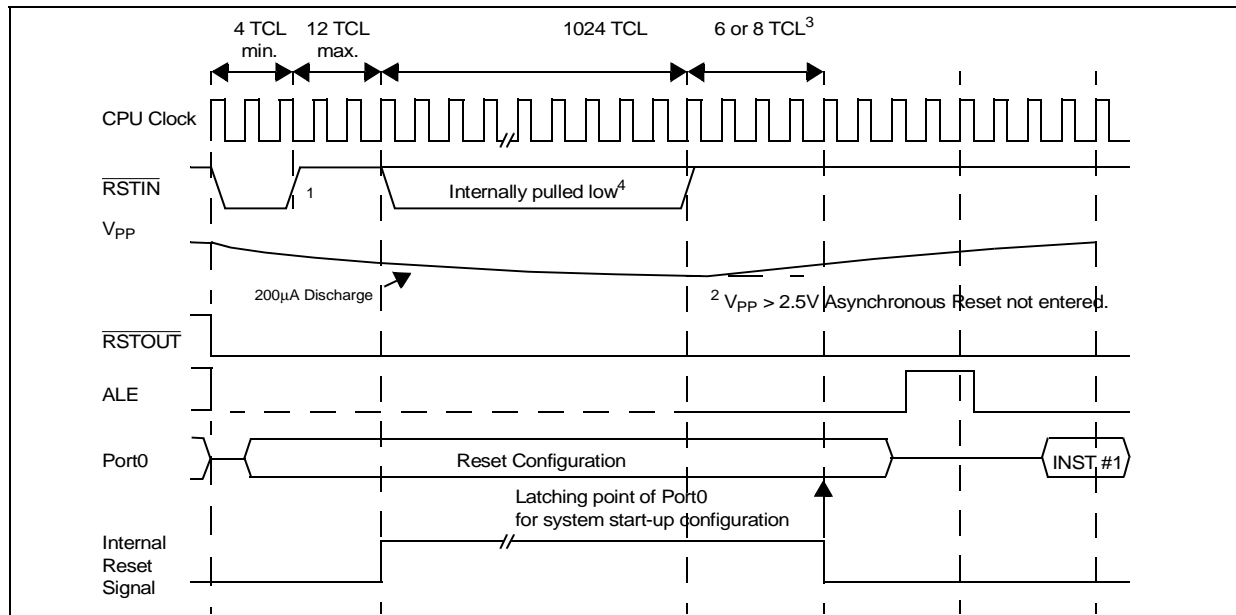 4 TCL
min.
12 TCL
max.
1024 TCL
6 or 8 TCL³
CPU Clock
RSTIN
1
Internally pulled low⁴
VPP
200µA Discharge
² VPP > 2.5V Asynchronous Reset not entered.
RSTOUT
ALE
Port0
Reset Configuration
INST #1
Latching point of Port0
for system start-up configuration
Internal
Reset
Signal